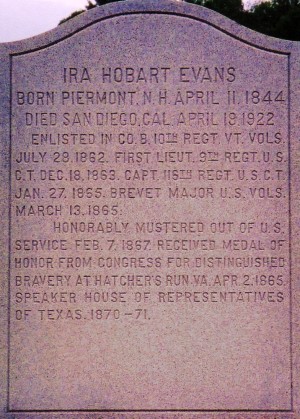 IRA HOBART EVANS
BORN PIERMONT, N.H. APRIL 11, 1844
DIED SAN DIEGO, CAL. APRIL 19, 1922
ENLISTED IN CO. B, 10TH REGT. VT. VOLS.
JULY 28, 1862. FIRST LIEUT. 9TH REGT. U.S.
C.T. DEC. 18, 1863. CAPT. 116TH REGT. U.S.C.T.
JAN. 27, 1865. BREVET MAJOR U.S. VOLS.
MARCH 13, 1865.
HONORABLY MUSTERED OUT OF U.S.
SERVICE FEB. 7, 1867. RECEIVED MEDAL OF
HONOR FROM CONGRESS FOR DISTINGUISHED
BRAVERY AT HATCHER'S RUN, VA. APR. 2, 1865.
SPEAKER HOUSE OF REPRESENTATIVES
OF TEXAS, 1870-71.